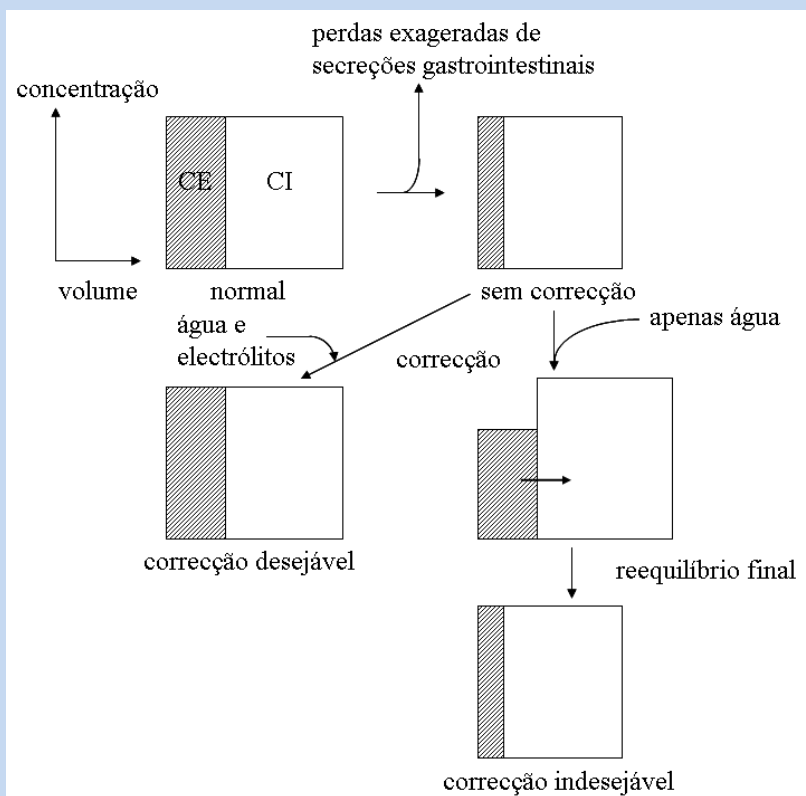 perdas exageradas de
secreções gastrointestinais
concentração
CE
CI
volume
normal
sem correcção
água e
electrólitos
correcção
apenas água
correcção desejável
reequilíbrio final
correcção indesejável